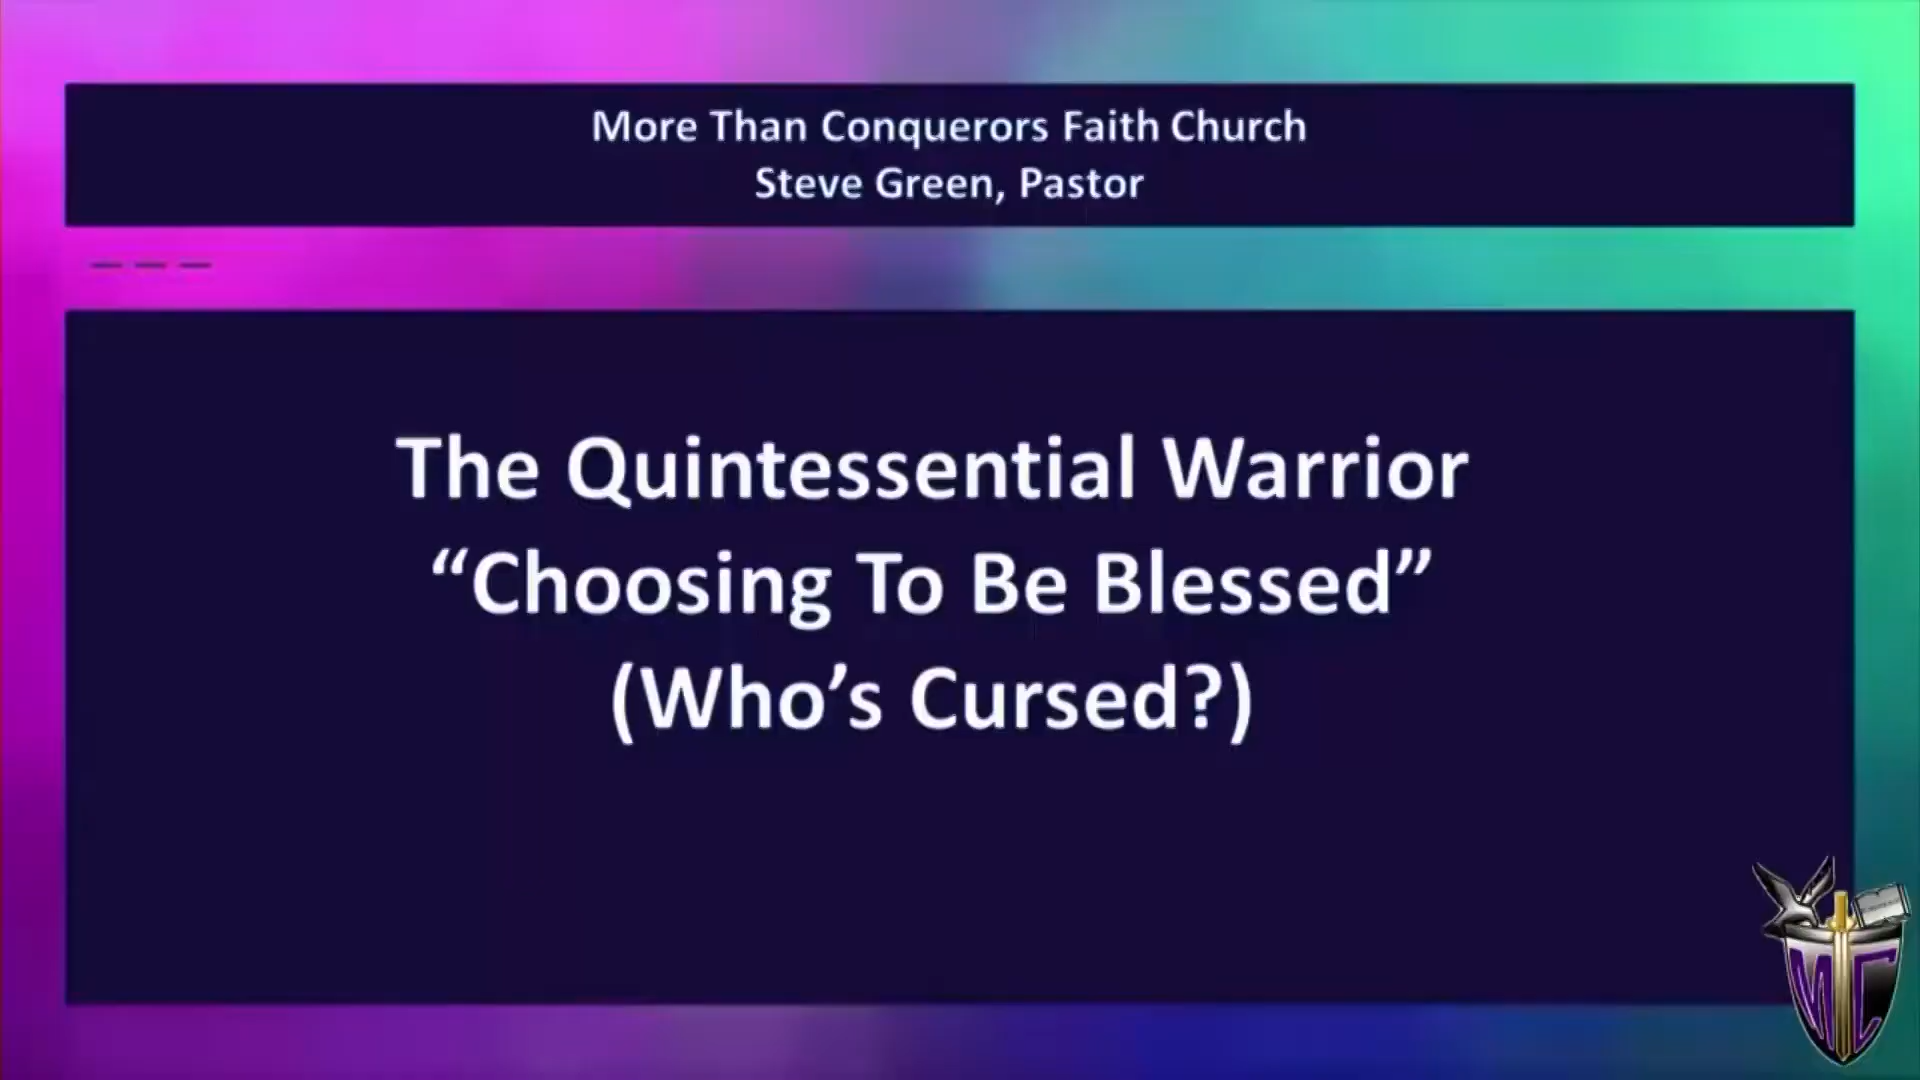 More Than Conquerors Faith Church
Steve Green, Pastor
The Quintessential Warrior
“Choosing To Be Blessed”
(Who’s Cursed?)